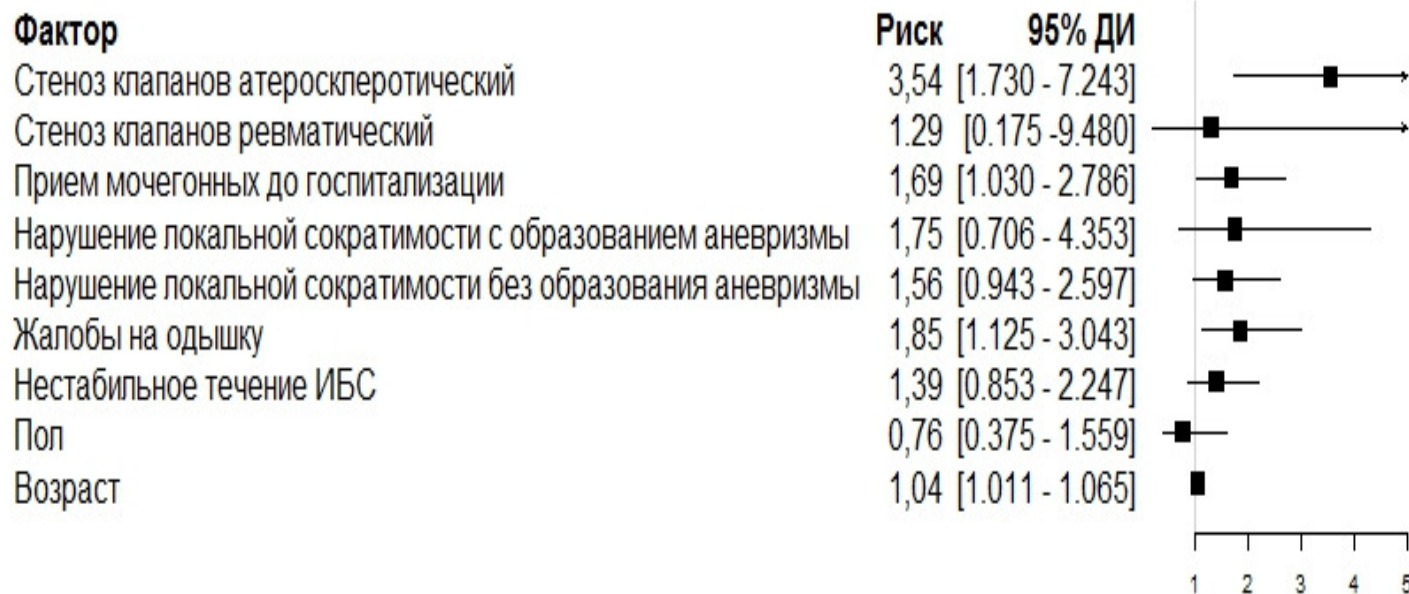 Фактор Риск 95% ДИ
Стеноз клапанов атеросклеротический 3,54 [1.730 - 7.243]
Стеноз клапанов ревматический 1.29 [0.175 -9.480]
Прием мочегонных до госпитализации 1,69 [1.030 - 2.786]
Нарушение локальной сократимости с образованием аневризмы 1,75 [0.706 - 4.353]
Нарушение локальной сократимости без образования аневризмы 1,56 [0.943 - 2.597]
Жалобы на одышку 1,85 [1.125 - 3.043]
Нестабильное течение ИБС 1,39 [0.853 - 2.247]
Пол 0,76 [0.375 - 1.559]
Возраст 1,04 [1.011 - 1.065]
1 2 3 4 5